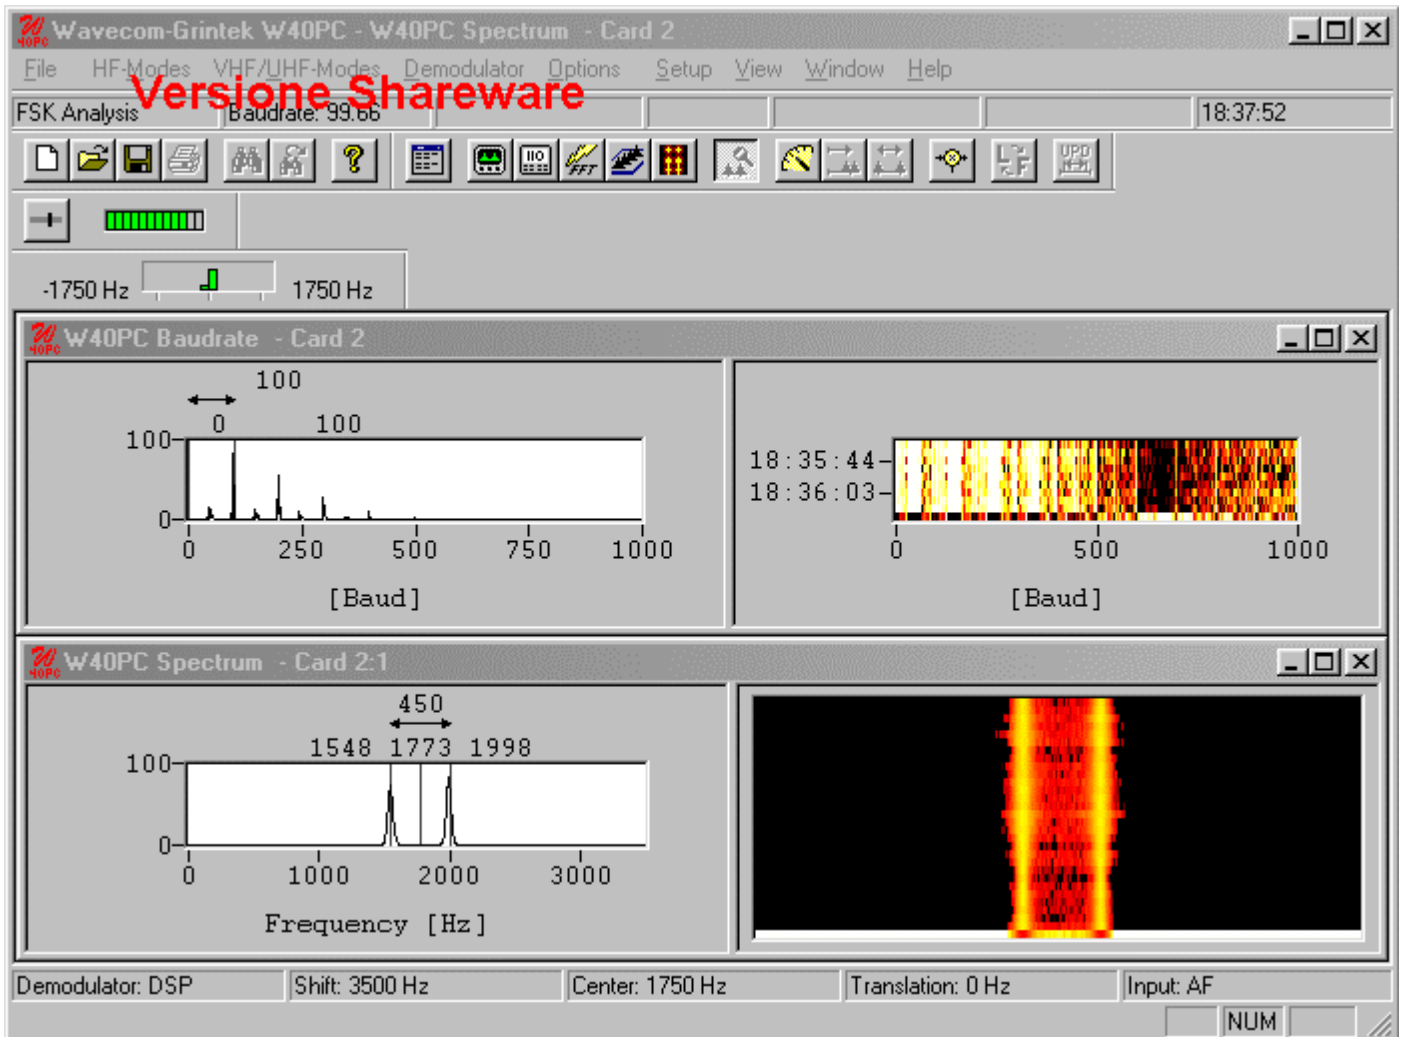 Wavecom-Grintek W40PC - W40PC Spectrum - Card 2
File HF-Modes VHF/UHF-Modes Demodulator Options Setup View Window Help
Versione Shareware
FSK Analysis Baudrate: 99.66 18:37:52
110 FFT L F UPD
-1750 Hz 1750 Hz
W40PC Baudrate - Card 2
100
0 100
100
0
0 250 500 750 1000
[Baud]
18:35:44
18:36:03
0 500 1000
[Baud]
W40PC Spectrum - Card 2:1
450
1548 1773 1998
100
0
0 1000 2000 3000
Frequency [Hz]
Demodulator: DSP Shift: 3500 Hz Center: 1750 Hz Translation: 0 Hz Input: AF
NUM